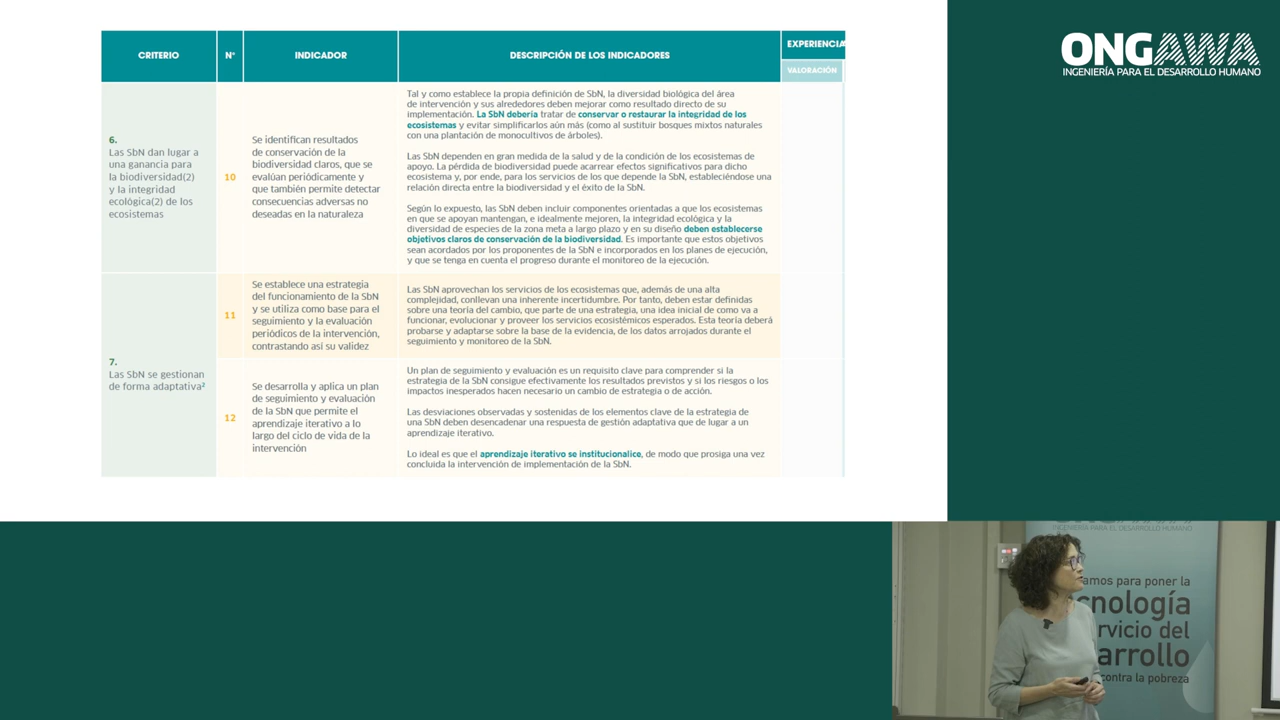 CRITERIO
N°
INDICADOR
DESCRIPCIÓN DE LOS INDICADORES
EXPERIENCIA
VALORACIÓN
6.
Las SbN dan lugar a
una ganancia para
la biodiversidad(2)
y la integridad
ecológica(2) de los
ecosistemas
10
Se identifican resultados
de conservación de la
biodiversidad claros, que se
evalúan periódicamente y
que también permite detectar
consecuencias adversas no
deseadas en la naturaleza
Tal y como establece la propia definición de SbN, la diversidad biológica del área
de intervención y sus alrededores deben mejorar como resultado directo de su
implementación. La SbN debería tratar de conservar o restaurar la integridad de los
ecosistemas y evitar simplificarlos aún más (como al sustituir bosques mixtos naturales
con una plantación de monocultivos de árboles).
Las SbN dependen en gran medida de la salud y de la condición de los ecosistemas de
apoyo. La pérdida de biodiversidad puede acarrear efectos significativos para dicho
ecosistema y, por ende, para los servicios de los que depende la SbN, estableciéndose una
relación directa entre la biodiversidad y el éxito de la SbN.
Según lo expuesto, las SbN deben incluir componentes orientadas a que los ecosistemas
en que se apoyan mantengan, e idealmente mejoren, la integridad ecológica y la
diversidad de especies de la zona meta a largo plazo y en su diseño deben establecerse
objetivos claros de conservación de la biodiversidad. Es importante que estos objetivos
sean acordados por los proponentes de la SbN e incorporados en los planes de ejecución,
y que se tenga en cuenta el progreso durante el monitoreo de la ejecución.
7.
Las SbN se gestionan
de forma adaptativa²
11
Se establece una estrategia
del funcionamiento de la SbN
y se utiliza como base para el
seguimiento y la evaluación
periódicos de la intervención,
contrastando así su validez
Las SbN aprovechan los servicios de los ecosistemas que, además de una alta
complejidad, conllevan una inherente incertidumbre. Por tanto, deben estar definidas
sobre una teoría del cambio, que parte de una estrategia, una idea inicial de como va a
funcionar, evolucionar y proveer los servicios ecosistémicos esperados. Esta teoría deberá
probarse y adaptarse sobre la base de la evidencia, de los datos arrojados durante el
seguimiento y monitoreo de la SbN.
12
Se desarrolla y aplica un plan
de seguimiento y evaluación
de la SbN que permite el
aprendizaje iterativo a lo
largo del ciclo de vida de la
intervención
Un plan de seguimiento y evaluación es un requisito clave para comprender si la
estrategia de la SbN consigue efectivamente los resultados previstos y si los riesgos o los
impactos inesperados hacen necesario un cambio de estrategia o de acción.
Las desviaciones observadas y sostenidas de los elementos clave de la estrategia de
una SbN deben desencadenar una respuesta de gestión adaptativa que de lugar a un
aprendizaje iterativo.
Lo ideal es que el aprendizaje iterativo se institucionalice, de modo que prosiga una vez
concluida la intervención de implementación de la SbN.
ONGAWA
INGENIERÍA PARA EL DESARROLLO HUMANO
INGENIERÍA PARA EL DESARROLLO HUMANO
amos para poner la
cnología
rvicio del
arrollo
contra la pobreza